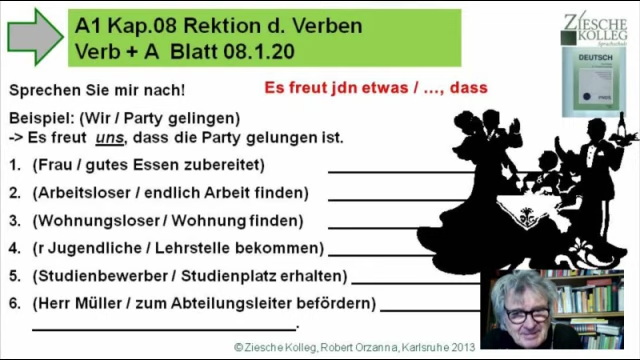 A1 Kap.08 Rektion d. Verben
Verb + A Blatt 08.1.20
ZIESCHE
KOLLEG
Sprachschule
DEUTSCH
Sprechen Sie mir nach!
Es freut jdn etwas / …, dass
Beispiel: (Wir / Party gelingen)
-> Es freut uns, dass die Party gelungen ist.
1. (Frau / gutes Essen zubereitet)
2. (Arbeitsloser / endlich Arbeit finden)
3. (Wohnungsloser / Wohnung finden)
4. (r Jugendliche / Lehrstelle bekommen)
5. (Studienbewerber / Studienplatz erhalten)
6. (Herr Müller / zum Abteilungsleiter befördern)
©Ziesche Kolleg, Robert Orzanna, Karlsruhe 2013